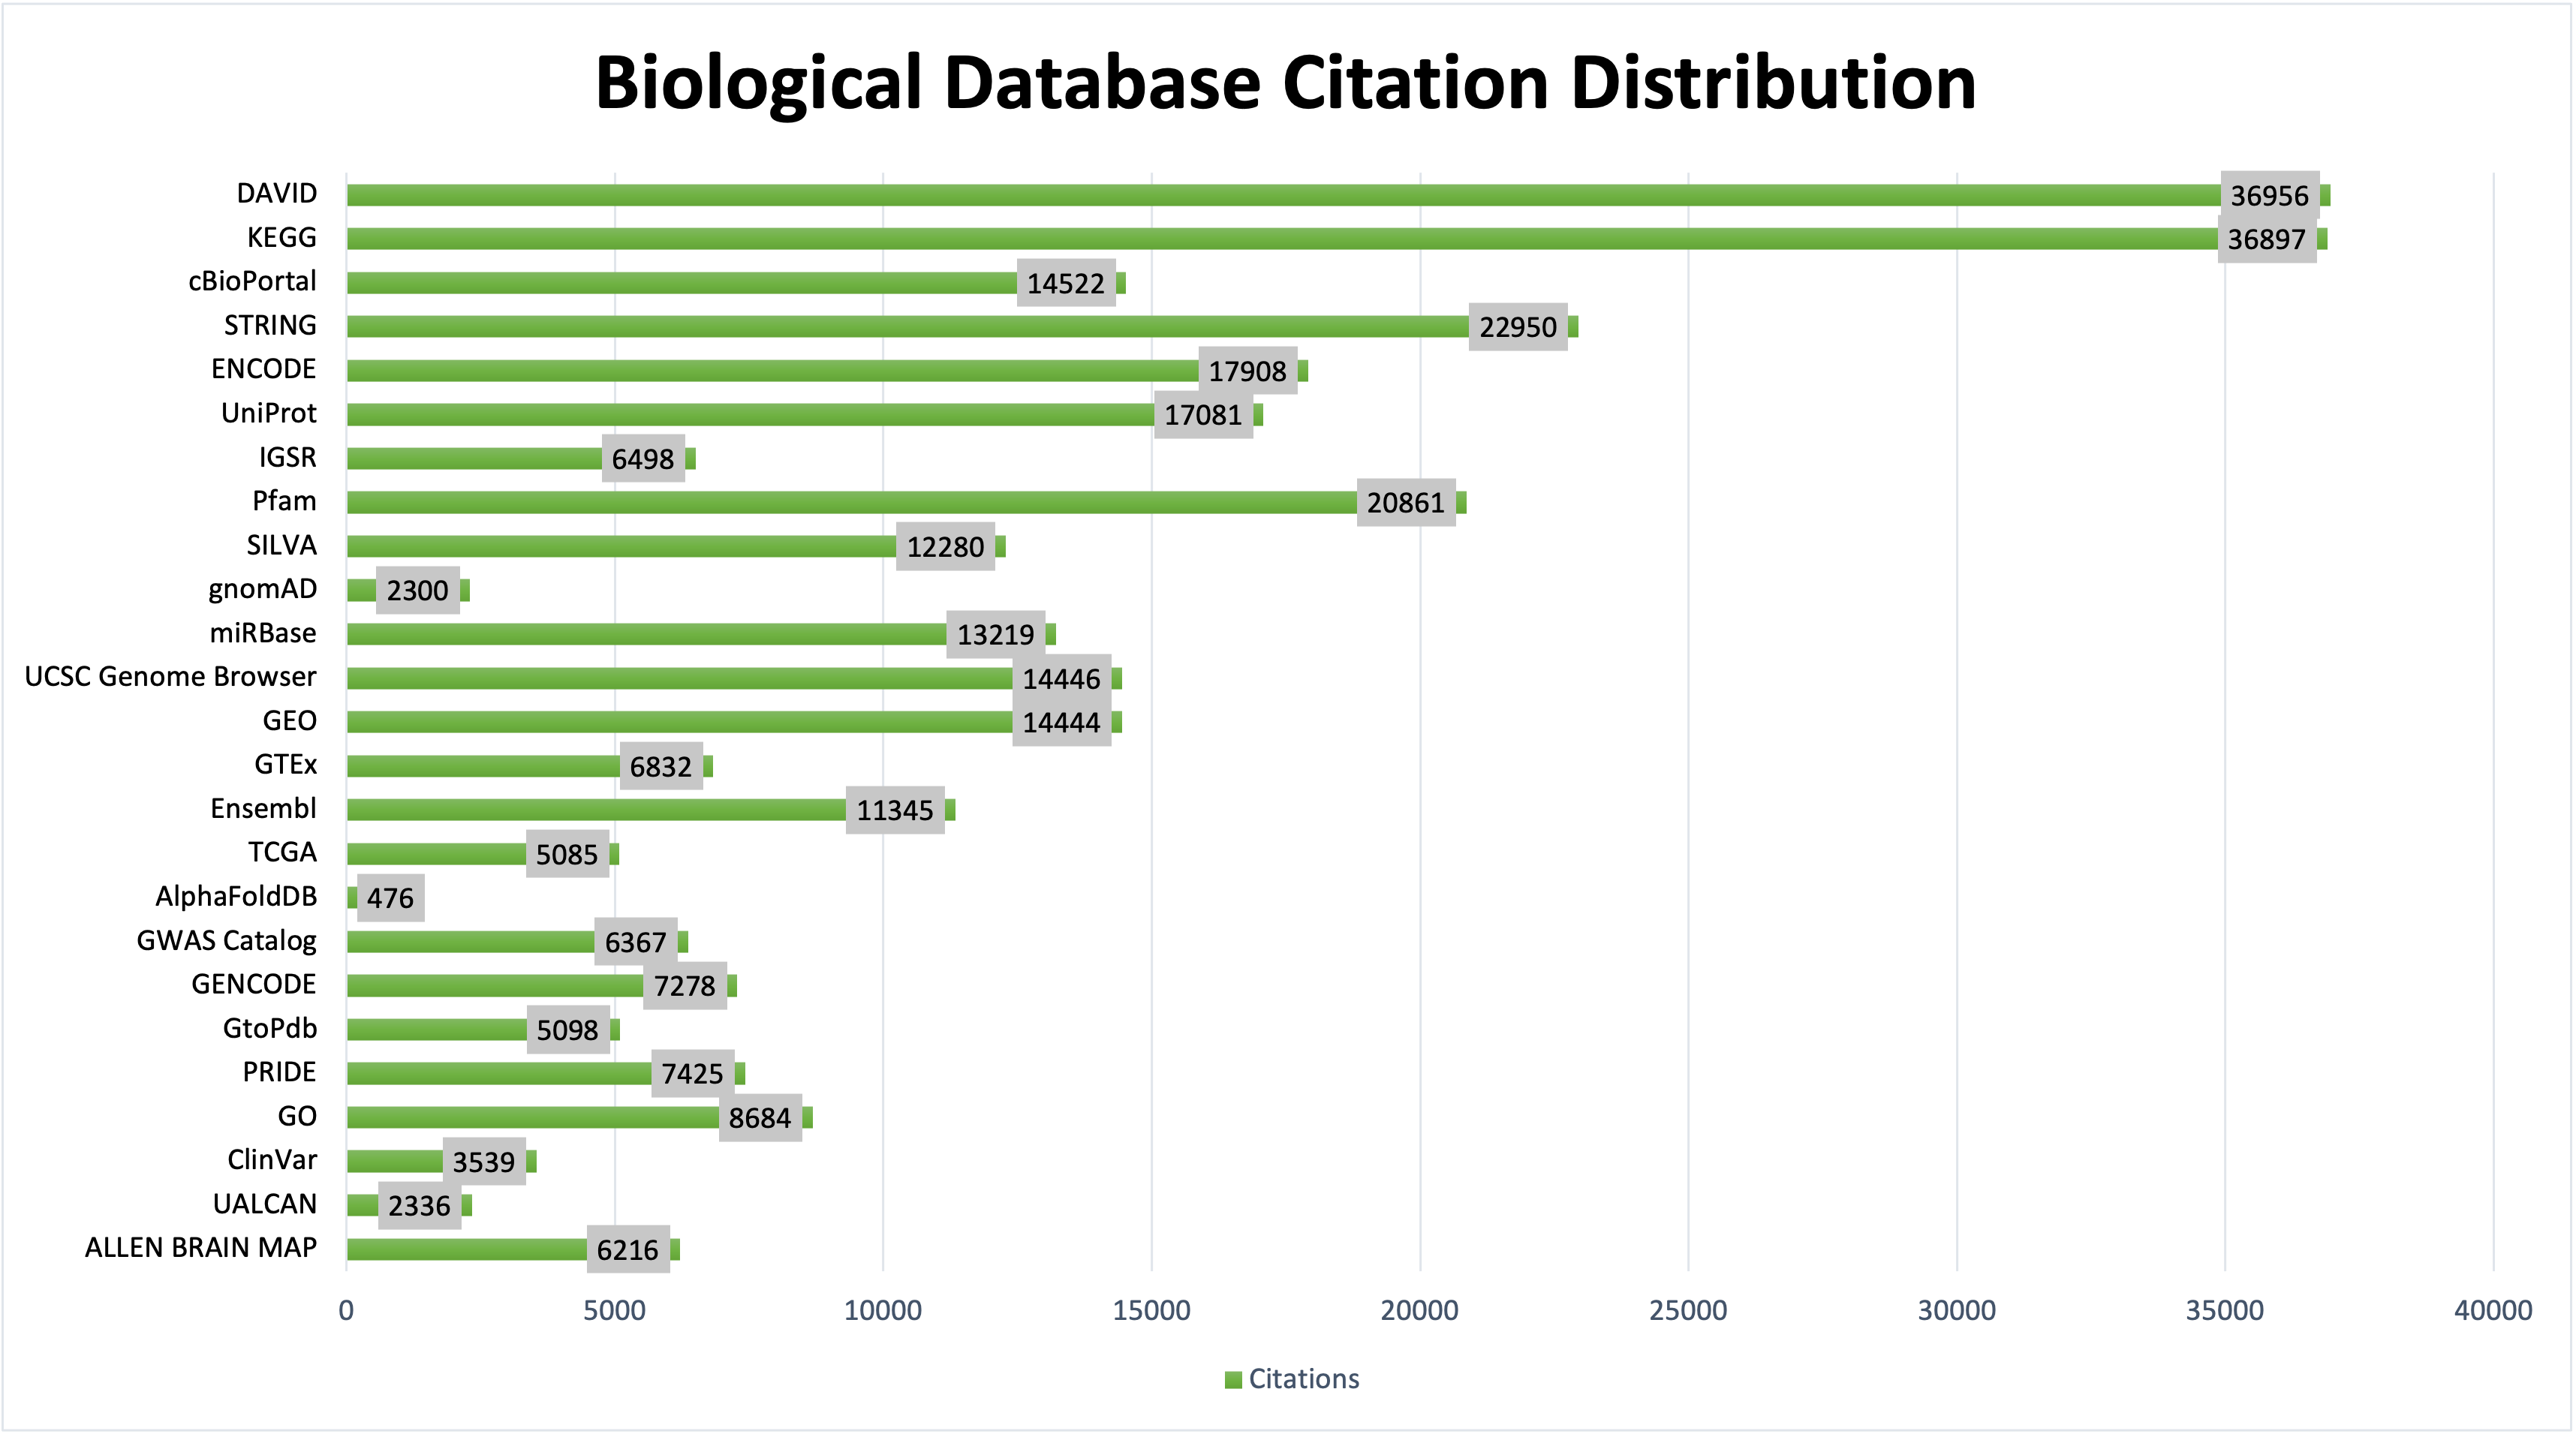 Biological Database Citation Distribution
DAVID 36956
KEGG 36897
cBioPortal 14522
STRING 22950
ENCODE 17908
UniProt 17081
IGSR 6498
Pfam 20861
SILVA 12280
gnomAD 2300
miRBase 13219
UCSC Genome Browser 14446
GEO 14444
GTEx 6832
Ensembl 11345
TCGA 5085
AlphaFoldDB 476
GWAS Catalog 6367
GENCODE 7278
GtoPdb 5098
PRIDE 7425
GO 8684
ClinVar 3539
UALCAN 2336
ALLEN BRAIN MAP 6216
0 5000 10000 15000 20000 25000 30000 35000 40000
Citations